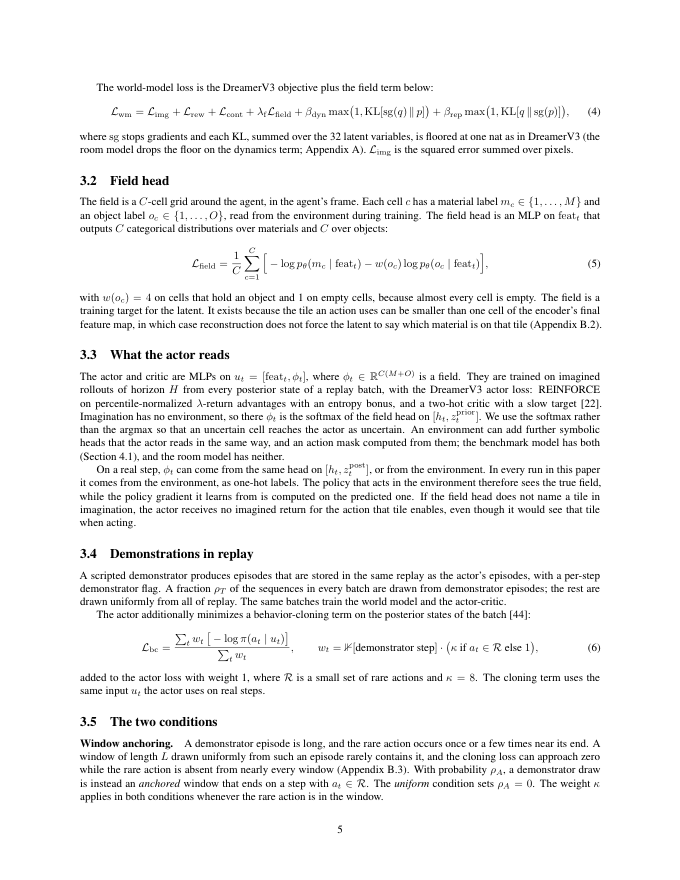 The world-model loss is the DreamerV3 objective plus the field term below:
ℒ_wm = ℒ_img + ℒ_rew + ℒ_cont + λ_f ℒ_field + β_dyn max(1, KL[sg(q) ‖ p]) + β_rep max(1, KL[q ‖ sg(p)]), (4)
where sg stops gradients and each KL, summed over the 32 latent variables, is floored at one nat as in DreamerV3 (the
room model drops the floor on the dynamics term; Appendix A). ℒ_img is the squared error summed over pixels.
3.2 Field head
The field is a C-cell grid around the agent, in the agent's frame. Each cell c has a material label m_c ∈ {1, . . . , M} and
an object label o_c ∈ {1, . . . , O}, read from the environment during training. The field head is an MLP on feat_t that
outputs C categorical distributions over materials and C over objects:
ℒ_field = 1/C ∑_{c=1}^{C} [ − log p_θ(m_c | feat_t) − w(o_c) log p_θ(o_c | feat_t) ], (5)
with w(o_c) = 4 on cells that hold an object and 1 on empty cells, because almost every cell is empty. The field is a
training target for the latent. It exists because the tile an action uses can be smaller than one cell of the encoder's final
feature map, in which case reconstruction does not force the latent to say which material is on that tile (Appendix B.2).
3.3 What the actor reads
The actor and critic are MLPs on u_t = [feat_t, ϕ_t], where ϕ_t ∈ ℝ^{C(M+O)} is a field. They are trained on imagined
rollouts of horizon H from every posterior state of a replay batch, with the DreamerV3 actor loss: REINFORCE
on percentile-normalized λ-return advantages with an entropy bonus, and a two-hot critic with a slow target [22].
Imagination has no environment, so there ϕ_t is the softmax of the field head on [h_t, z_t^prior]. We use the softmax rather
than the argmax so that an uncertain cell reaches the actor as uncertain. An environment can add further symbolic
heads that the actor reads in the same way, and an action mask computed from them; the benchmark model has both
(Section 4.1), and the room model has neither.
On a real step, ϕ_t can come from the same head on [h_t, z_t^post], or from the environment. In every run in this paper
it comes from the environment, as one-hot labels. The policy that acts in the environment therefore sees the true field,
while the policy gradient it learns from is computed on the predicted one. If the field head does not name a tile in
imagination, the actor receives no imagined return for the action that tile enables, even though it would see that tile
when acting.
3.4 Demonstrations in replay
A scripted demonstrator produces episodes that are stored in the same replay as the actor's episodes, with a per-step
demonstrator flag. A fraction ρ_T of the sequences in every batch are drawn from demonstrator episodes; the rest are
drawn uniformly from all of replay. The same batches train the world model and the actor-critic.
The actor additionally minimizes a behavior-cloning term on the posterior states of the batch [44]:
ℒ_bc = ∑_t w_t [ − log π(a_t | u_t)] / ∑_t w_t, w_t = ⊮[demonstrator step] · (κ if a_t ∈ ℛ else 1), (6)
added to the actor loss with weight 1, where ℛ is a small set of rare actions and κ = 8. The cloning term uses the
same input u_t the actor uses on real steps.
3.5 The two conditions
Window anchoring. A demonstrator episode is long, and the rare action occurs once or a few times near its end. A
window of length L drawn uniformly from such an episode rarely contains it, and the cloning loss can approach zero
while the rare action is absent from nearly every window (Appendix B.3). With probability ρ_A, a demonstrator draw
is instead an anchored window that ends on a step with a_t ∈ ℛ. The uniform condition sets ρ_A = 0. The weight κ
applies in both conditions whenever the rare action is in the window.
5